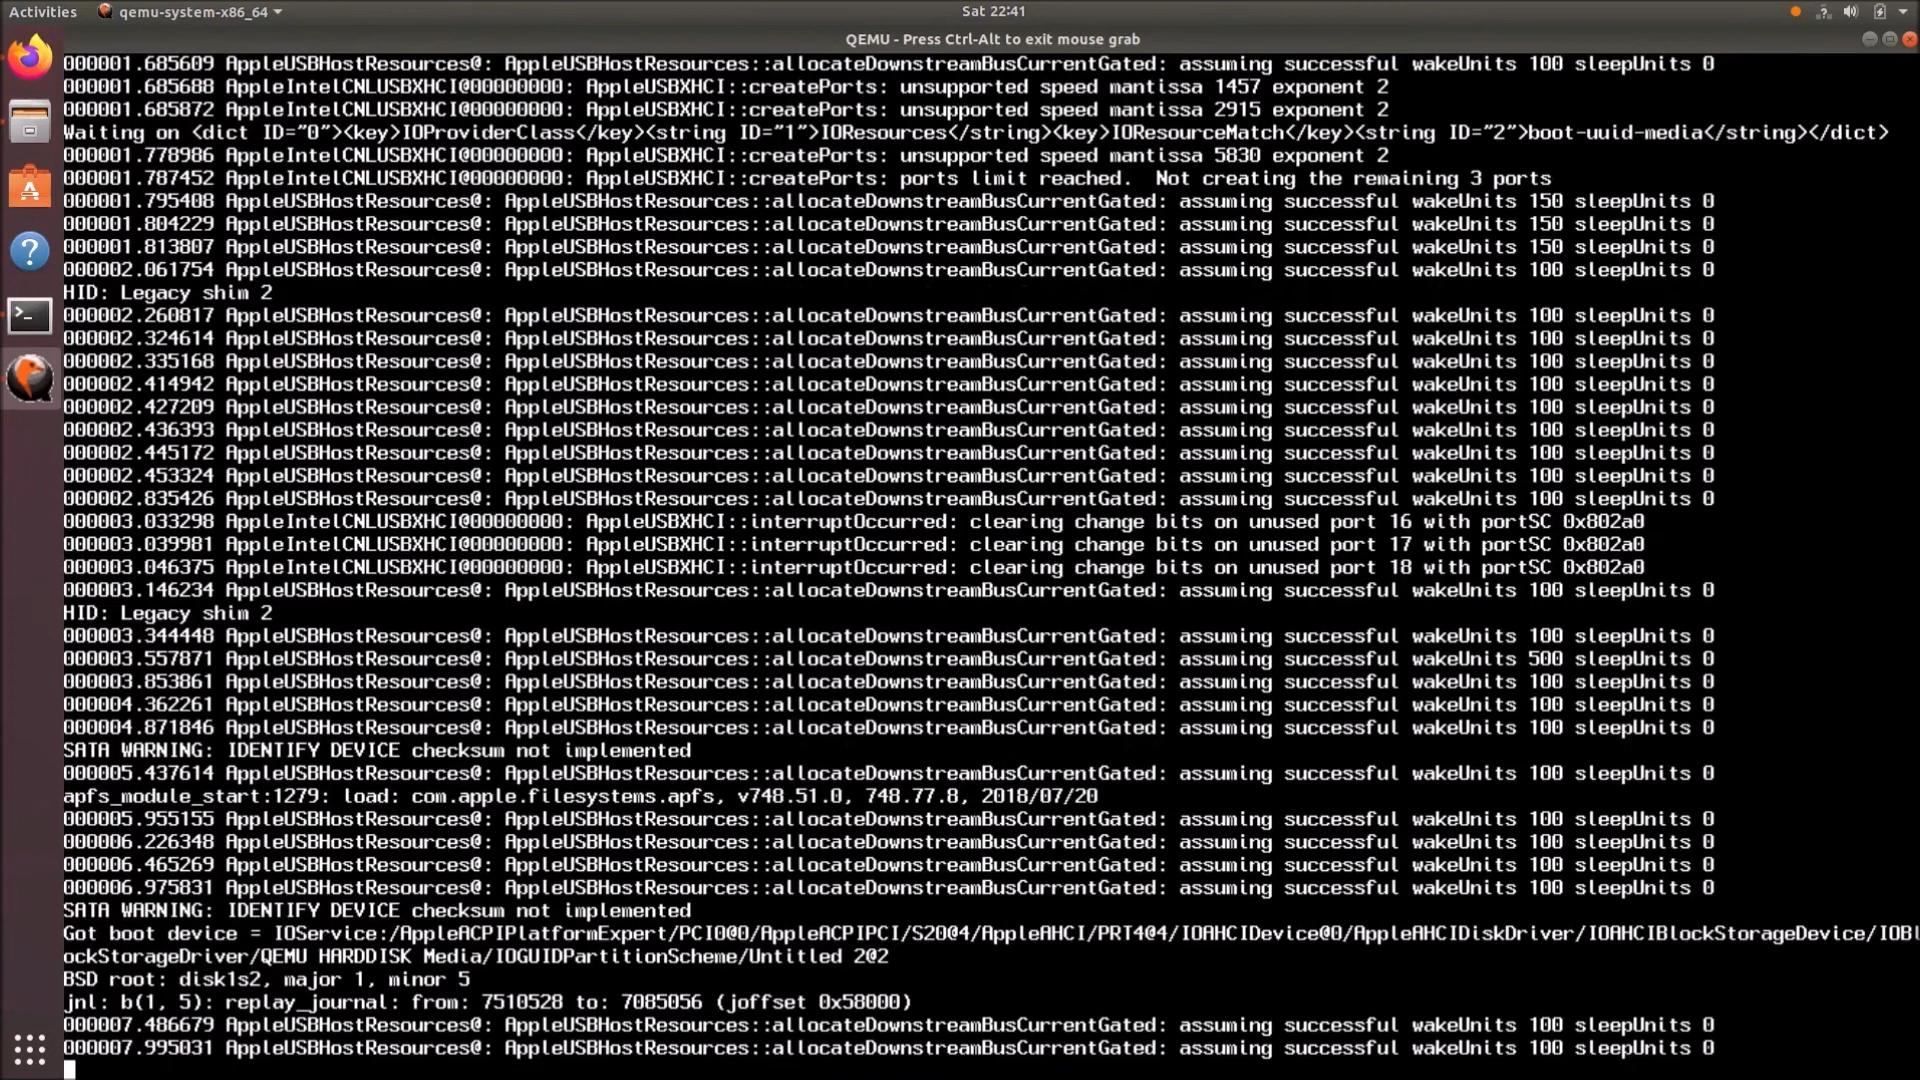 Activities qemu-system-x86_64 Sat 22:41
QEMU - Press Ctrl-Alt to exit mouse grab
000001.685609 AppleUSBHostResources@: AppleUSBHostResources::allocateDownstreamBusCurrentGated: assuming successful wakeUnits 100 sleepUnits 0
000001.685688 AppleIntelCNLUSBXHCI@00000000: AppleUSBXHCI::createPorts: unsupported speed mantissa 1457 exponent 2
000001.685872 AppleIntelCNLUSBXHCI@00000000: AppleUSBXHCI::createPorts: unsupported speed mantissa 2915 exponent 2
Waiting on <dict ID="0"><key>IOProviderClass</key><string ID="1">IOResources</string><key>IOResourceMatch</key><string ID="2">boot-uuid-media</string></dict>
000001.778986 AppleIntelCNLUSBXHCI@00000000: AppleUSBXHCI::createPorts: unsupported speed mantissa 5830 exponent 2
000001.787452 AppleIntelCNLUSBXHCI@00000000: AppleUSBXHCI::createPorts: ports limit reached.  Not creating the remaining 3 ports
000001.795408 AppleUSBHostResources@: AppleUSBHostResources::allocateDownstreamBusCurrentGated: assuming successful wakeUnits 150 sleepUnits 0
000001.804229 AppleUSBHostResources@: AppleUSBHostResources::allocateDownstreamBusCurrentGated: assuming successful wakeUnits 150 sleepUnits 0
000001.813807 AppleUSBHostResources@: AppleUSBHostResources::allocateDownstreamBusCurrentGated: assuming successful wakeUnits 150 sleepUnits 0
000002.061754 AppleUSBHostResources@: AppleUSBHostResources::allocateDownstreamBusCurrentGated: assuming successful wakeUnits 100 sleepUnits 0
HID: Legacy shim 2
000002.260817 AppleUSBHostResources@: AppleUSBHostResources::allocateDownstreamBusCurrentGated: assuming successful wakeUnits 100 sleepUnits 0
000002.324614 AppleUSBHostResources@: AppleUSBHostResources::allocateDownstreamBusCurrentGated: assuming successful wakeUnits 100 sleepUnits 0
000002.335168 AppleUSBHostResources@: AppleUSBHostResources::allocateDownstreamBusCurrentGated: assuming successful wakeUnits 100 sleepUnits 0
000002.414942 AppleUSBHostResources@: AppleUSBHostResources::allocateDownstreamBusCurrentGated: assuming successful wakeUnits 100 sleepUnits 0
000002.427209 AppleUSBHostResources@: AppleUSBHostResources::allocateDownstreamBusCurrentGated: assuming successful wakeUnits 100 sleepUnits 0
000002.436393 AppleUSBHostResources@: AppleUSBHostResources::allocateDownstreamBusCurrentGated: assuming successful wakeUnits 100 sleepUnits 0
000002.445172 AppleUSBHostResources@: AppleUSBHostResources::allocateDownstreamBusCurrentGated: assuming successful wakeUnits 100 sleepUnits 0
000002.453324 AppleUSBHostResources@: AppleUSBHostResources::allocateDownstreamBusCurrentGated: assuming successful wakeUnits 100 sleepUnits 0
000002.835426 AppleUSBHostResources@: AppleUSBHostResources::allocateDownstreamBusCurrentGated: assuming successful wakeUnits 100 sleepUnits 0
000003.033298 AppleIntelCNLUSBXHCI@00000000: AppleUSBXHCI::interruptOccurred: clearing change bits on unused port 16 with portSC 0x802a0
000003.039981 AppleIntelCNLUSBXHCI@00000000: AppleUSBXHCI::interruptOccurred: clearing change bits on unused port 17 with portSC 0x802a0
000003.046375 AppleIntelCNLUSBXHCI@00000000: AppleUSBXHCI::interruptOccurred: clearing change bits on unused port 18 with portSC 0x802a0
000003.146234 AppleUSBHostResources@: AppleUSBHostResources::allocateDownstreamBusCurrentGated: assuming successful wakeUnits 100 sleepUnits 0
HID: Legacy shim 2
000003.344448 AppleUSBHostResources@: AppleUSBHostResources::allocateDownstreamBusCurrentGated: assuming successful wakeUnits 100 sleepUnits 0
000003.557871 AppleUSBHostResources@: AppleUSBHostResources::allocateDownstreamBusCurrentGated: assuming successful wakeUnits 500 sleepUnits 0
000003.853861 AppleUSBHostResources@: AppleUSBHostResources::allocateDownstreamBusCurrentGated: assuming successful wakeUnits 100 sleepUnits 0
000004.362261 AppleUSBHostResources@: AppleUSBHostResources::allocateDownstreamBusCurrentGated: assuming successful wakeUnits 100 sleepUnits 0
000004.871846 AppleUSBHostResources@: AppleUSBHostResources::allocateDownstreamBusCurrentGated: assuming successful wakeUnits 100 sleepUnits 0
SATA WARNING: IDENTIFY DEVICE checksum not implemented
000005.437614 AppleUSBHostResources@: AppleUSBHostResources::allocateDownstreamBusCurrentGated: assuming successful wakeUnits 100 sleepUnits 0
apfs_module_start:1279: load: com.apple.filesystems.apfs, v748.51.0, 748.77.8, 2018/07/20
000005.955155 AppleUSBHostResources@: AppleUSBHostResources::allocateDownstreamBusCurrentGated: assuming successful wakeUnits 100 sleepUnits 0
000006.226348 AppleUSBHostResources@: AppleUSBHostResources::allocateDownstreamBusCurrentGated: assuming successful wakeUnits 100 sleepUnits 0
000006.465269 AppleUSBHostResources@: AppleUSBHostResources::allocateDownstreamBusCurrentGated: assuming successful wakeUnits 100 sleepUnits 0
000006.975831 AppleUSBHostResources@: AppleUSBHostResources::allocateDownstreamBusCurrentGated: assuming successful wakeUnits 100 sleepUnits 0
SATA WARNING: IDENTIFY DEVICE checksum not implemented
Got boot device = IOService:/AppleACPIPlatformExpert/PCI0@0/AppleACPIPCI/S20@4/AppleAHCI/PRT4@4/IOAHCIDevice@0/AppleAHCIDiskDriver/IOAHCIBlockStorageDevice/IOBl
ockStorageDriver/QEMU HARDDISK Media/IOGUIDPartitionScheme/Untitled 2@2
BSD root: disk1s2, major 1, minor 5
jnl: b(1, 5): replay_journal: from: 7510528 to: 7085056 (joffset 0x58000)
000007.486679 AppleUSBHostResources@: AppleUSBHostResources::allocateDownstreamBusCurrentGated: assuming successful wakeUnits 100 sleepUnits 0
000007.995031 AppleUSBHostResources@: AppleUSBHostResources::allocateDownstreamBusCurrentGated: assuming successful wakeUnits 100 sleepUnits 0